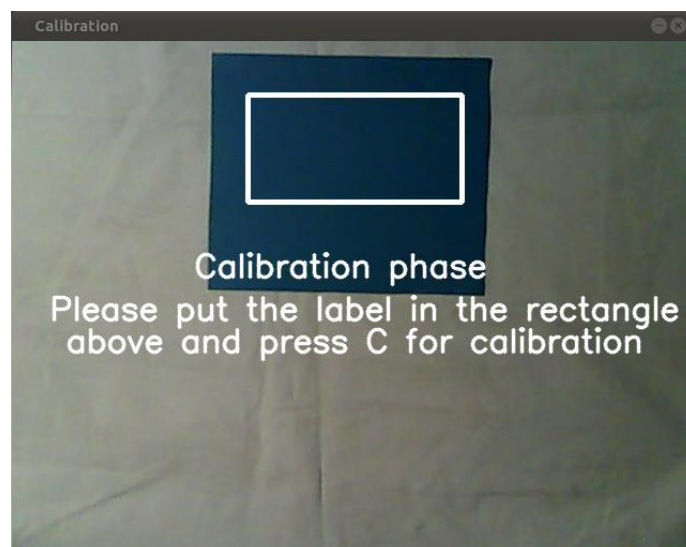 Calibration
Calibration phase
Please put the label in the rectangle
above and press C for calibration